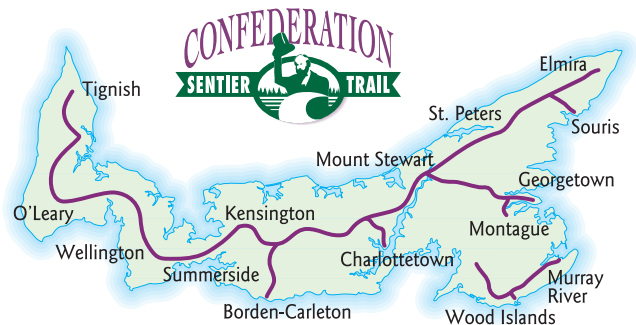 CONFEDERATION
SENTIER TRAIL
Elmira
Tignish
St. Peters
Souris
Mount Stewart
Georgetown
O'Leary
Kensington
Montague
Wellington
Charlottetown
Summerside
Murray
River
Borden-Carleton
Wood Islands